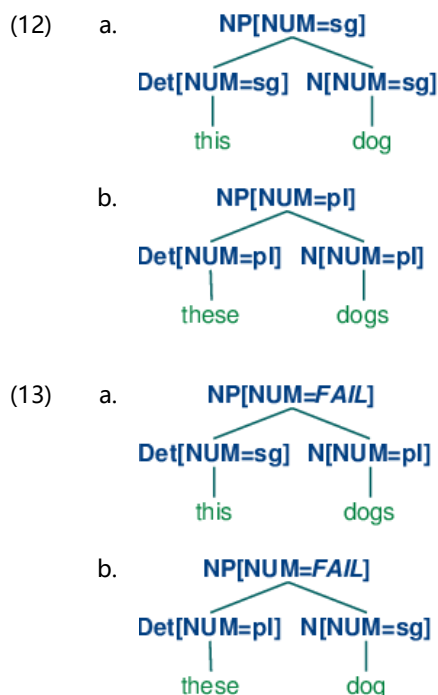 (12) a. NP[NUM=sg]
Det[NUM=sg] N[NUM=sg]
this dog
b. NP[NUM=pl]
Det[NUM=pl] N[NUM=pl]
these dogs
(13) a. NP[NUM=FAIL]
Det[NUM=sg] N[NUM=pl]
this dogs
b. NP[NUM=FAIL]
Det[NUM=pl] N[NUM=sg]
these dog